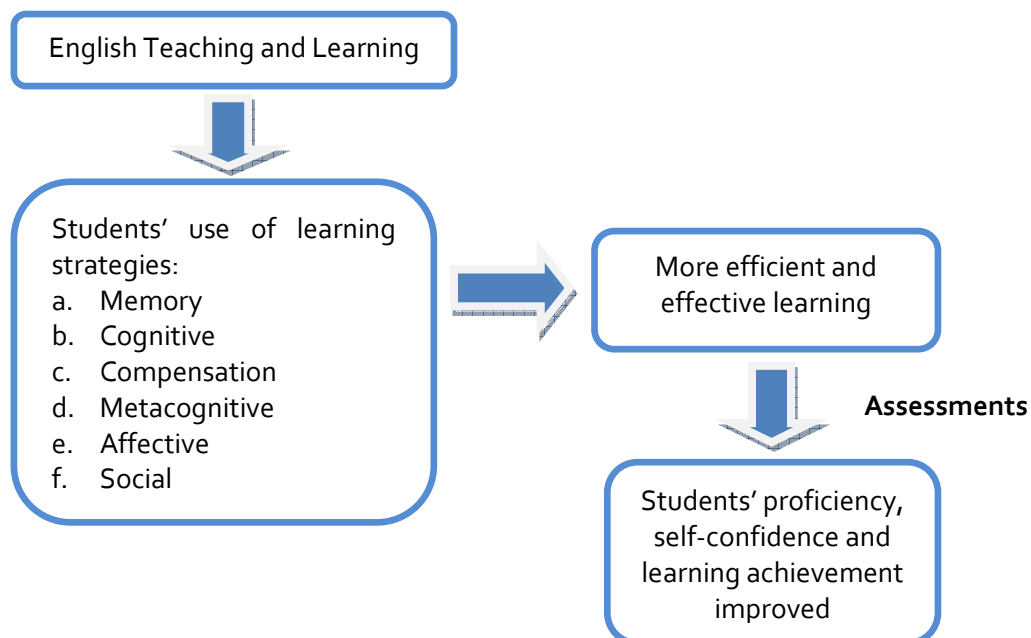 English Teaching and Learning
Students’ use of learning
strategies:
a. Memory
b. Cognitive
c. Compensation
d. Metacognitive
e. Affective
f. Social
More efficient and
effective learning
Assessments
Students’ proficiency,
self-confidence and
learning achievement
improved